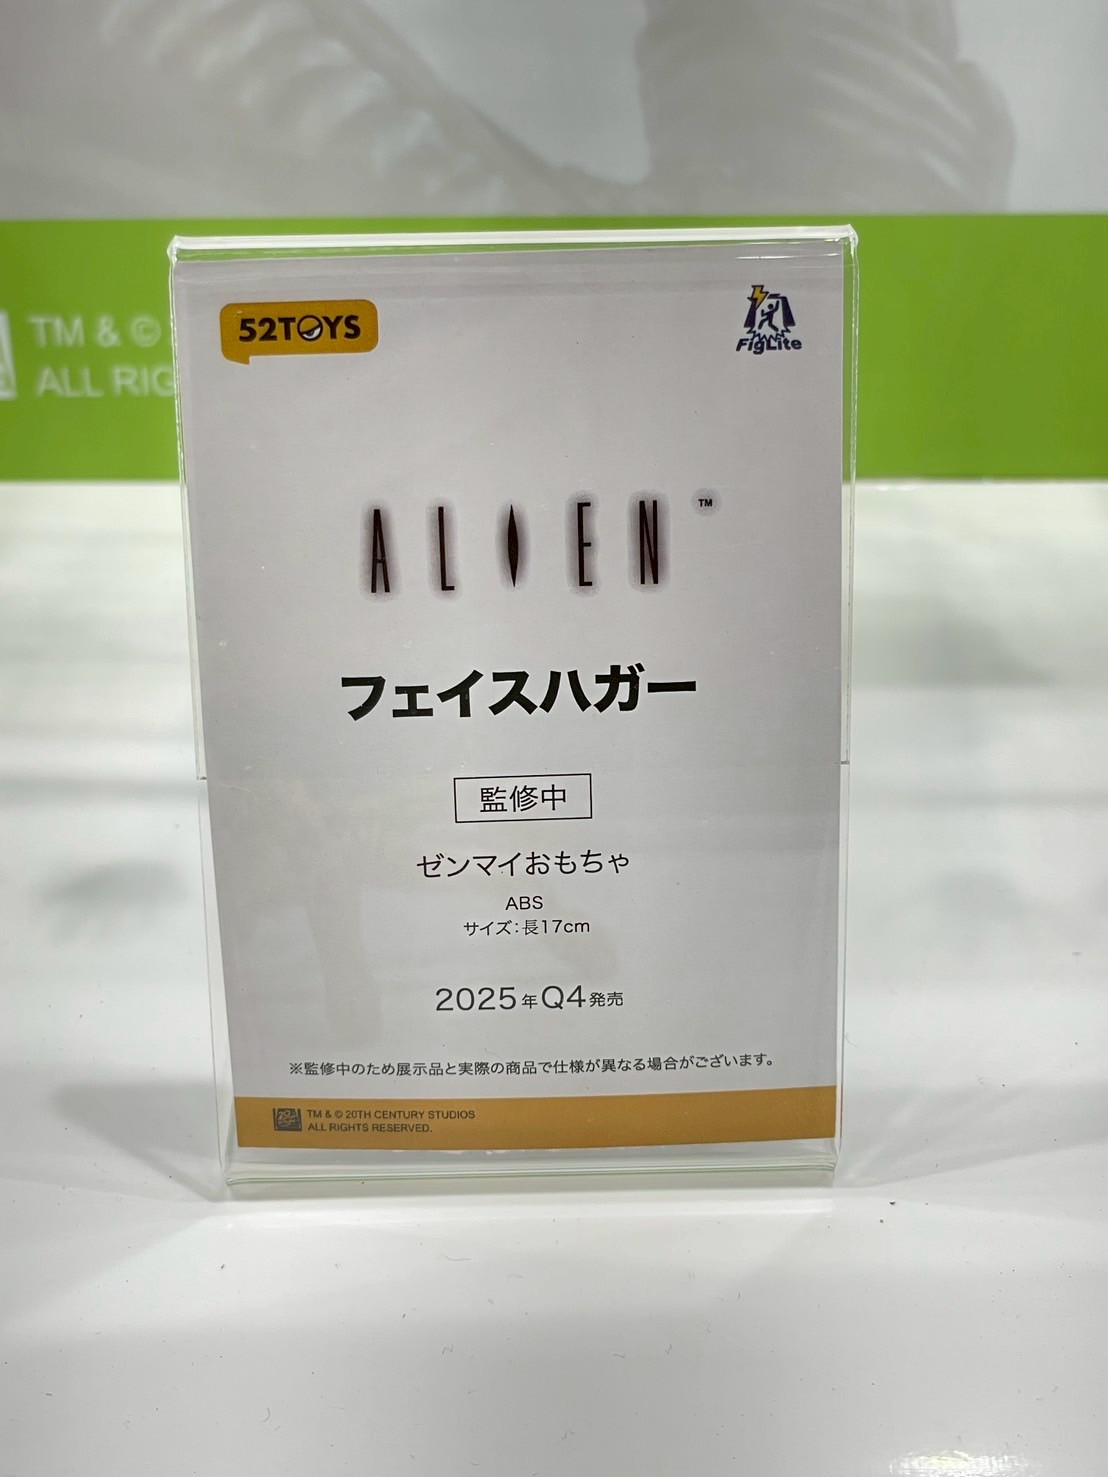 TM & ©
ALL RIG
52TOYS
FigLite
ALIEN™
フェイスハガー
監修中
ゼンマイおもちゃ
ABS
サイズ:長17cm
2025年Q4発売
※監修中のため展示品と実際の商品で仕様が異なる場合がございます。
TM & © 20TH CENTURY STUDIOS
ALL RIGHTS RESERVED.